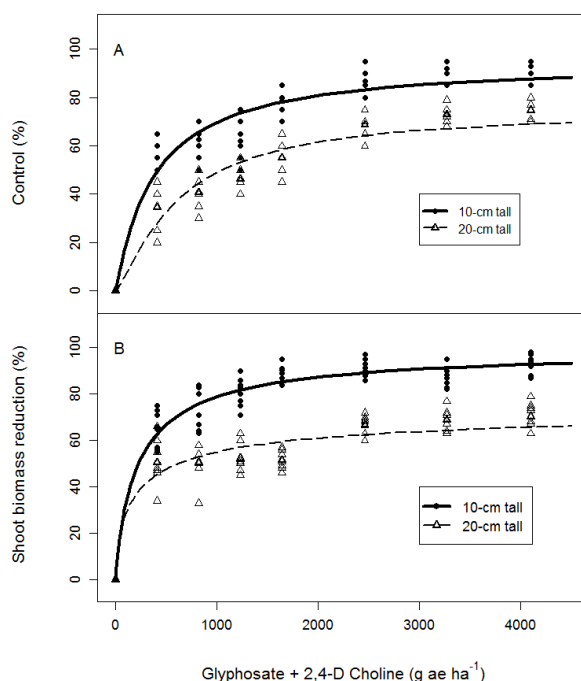 A
Control (%)
100
80
60
40
20
0
10-cm tall
20-cm tall
B
Shoot biomass reduction (%)
100
80
60
40
20
0
10-cm tall
20-cm tall
0 1000 2000 3000 4000
Glyphosate + 2,4-D Choline (g ae ha⁻¹)